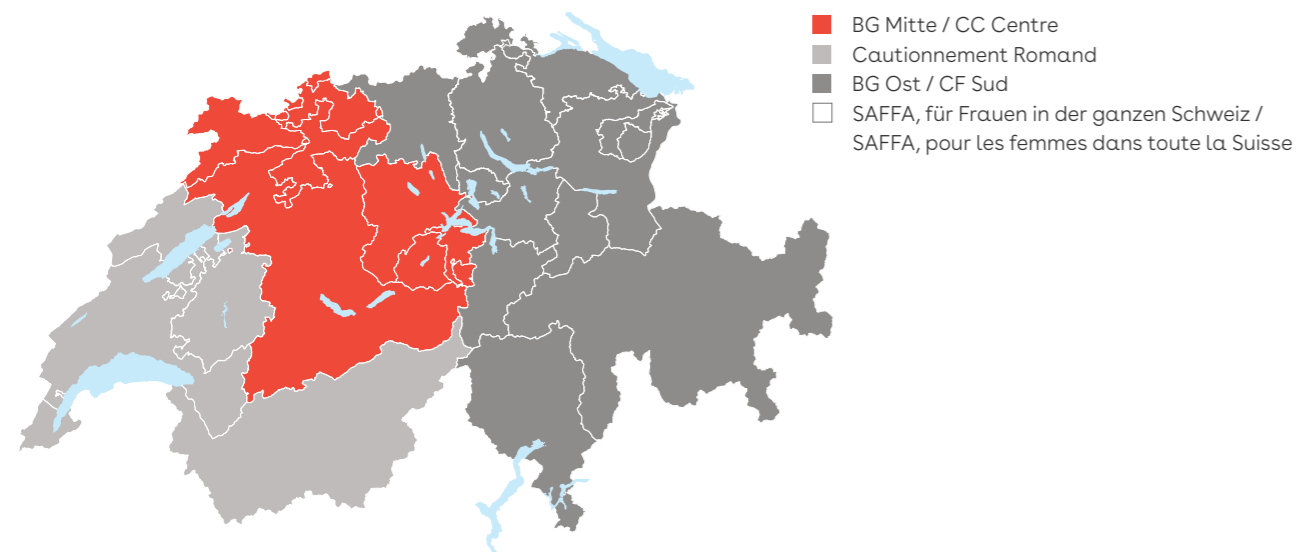 BG Mitte / CC Centre
Cautionnement Romand
BG Ost / CF Sud
SAFFA, für Frauen in der ganzen Schweiz /
SAFFA, pour les femmes dans toute la Suisse